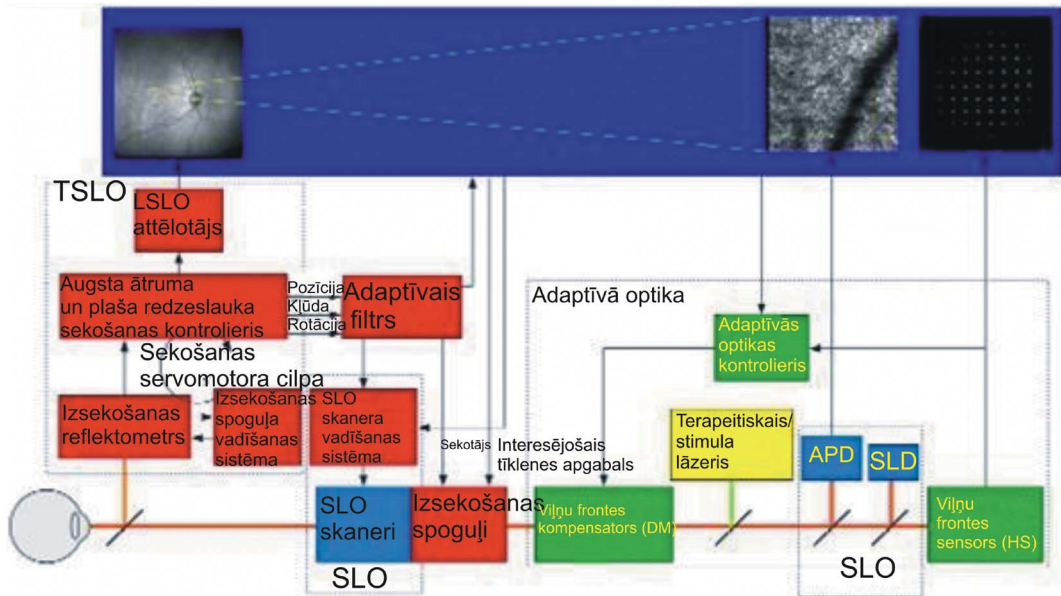 TSLO
LSLO
attēlotājs
Augsta ātruma
un plaša redzeslauka
sekošanas kontrolieris
Pozīcija
Kļūda
Rotācija
Adaptīvais
filtrs
Sekošanas
servomotora cilpa
Izsekošanas
reflektometrs
Izsekošanas
spoguļa
vadīšanas
sistēma
SLO
skanera
vadīšanas
sistēma
Sekotājs
Interesējošais
tīklenes apgabals
Adaptīvā optika
Adaptīvās
optikas
kontrolieris
Terapeitiskais/
stimula
lāzeris
APD
SLD
SLO
skaneri
Izsekošanas
spoguļi
SLO
Viļņu frontes
kompensators (DM)
SLO
Viļņu
frontes
sensors (HS)